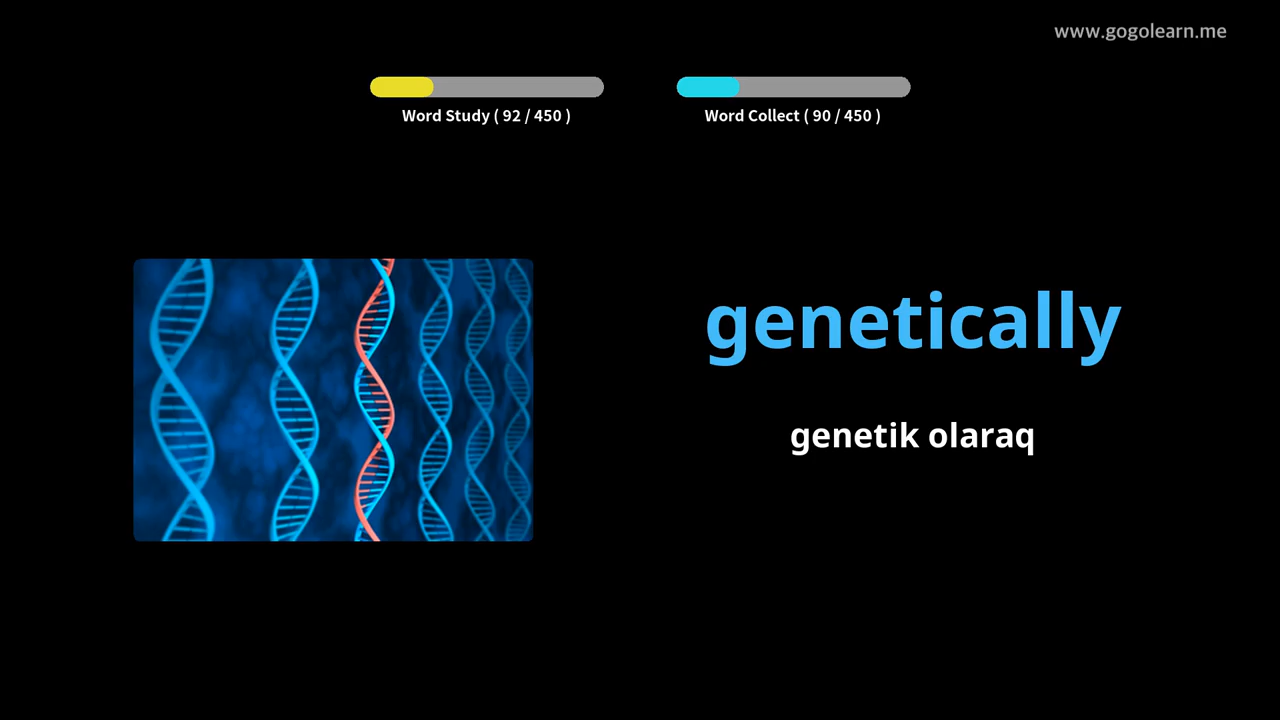 www.gogolearn.me
Word Study ( 92 / 450 )
Word Collect ( 90 / 450 )
genetically
genetik olaraq